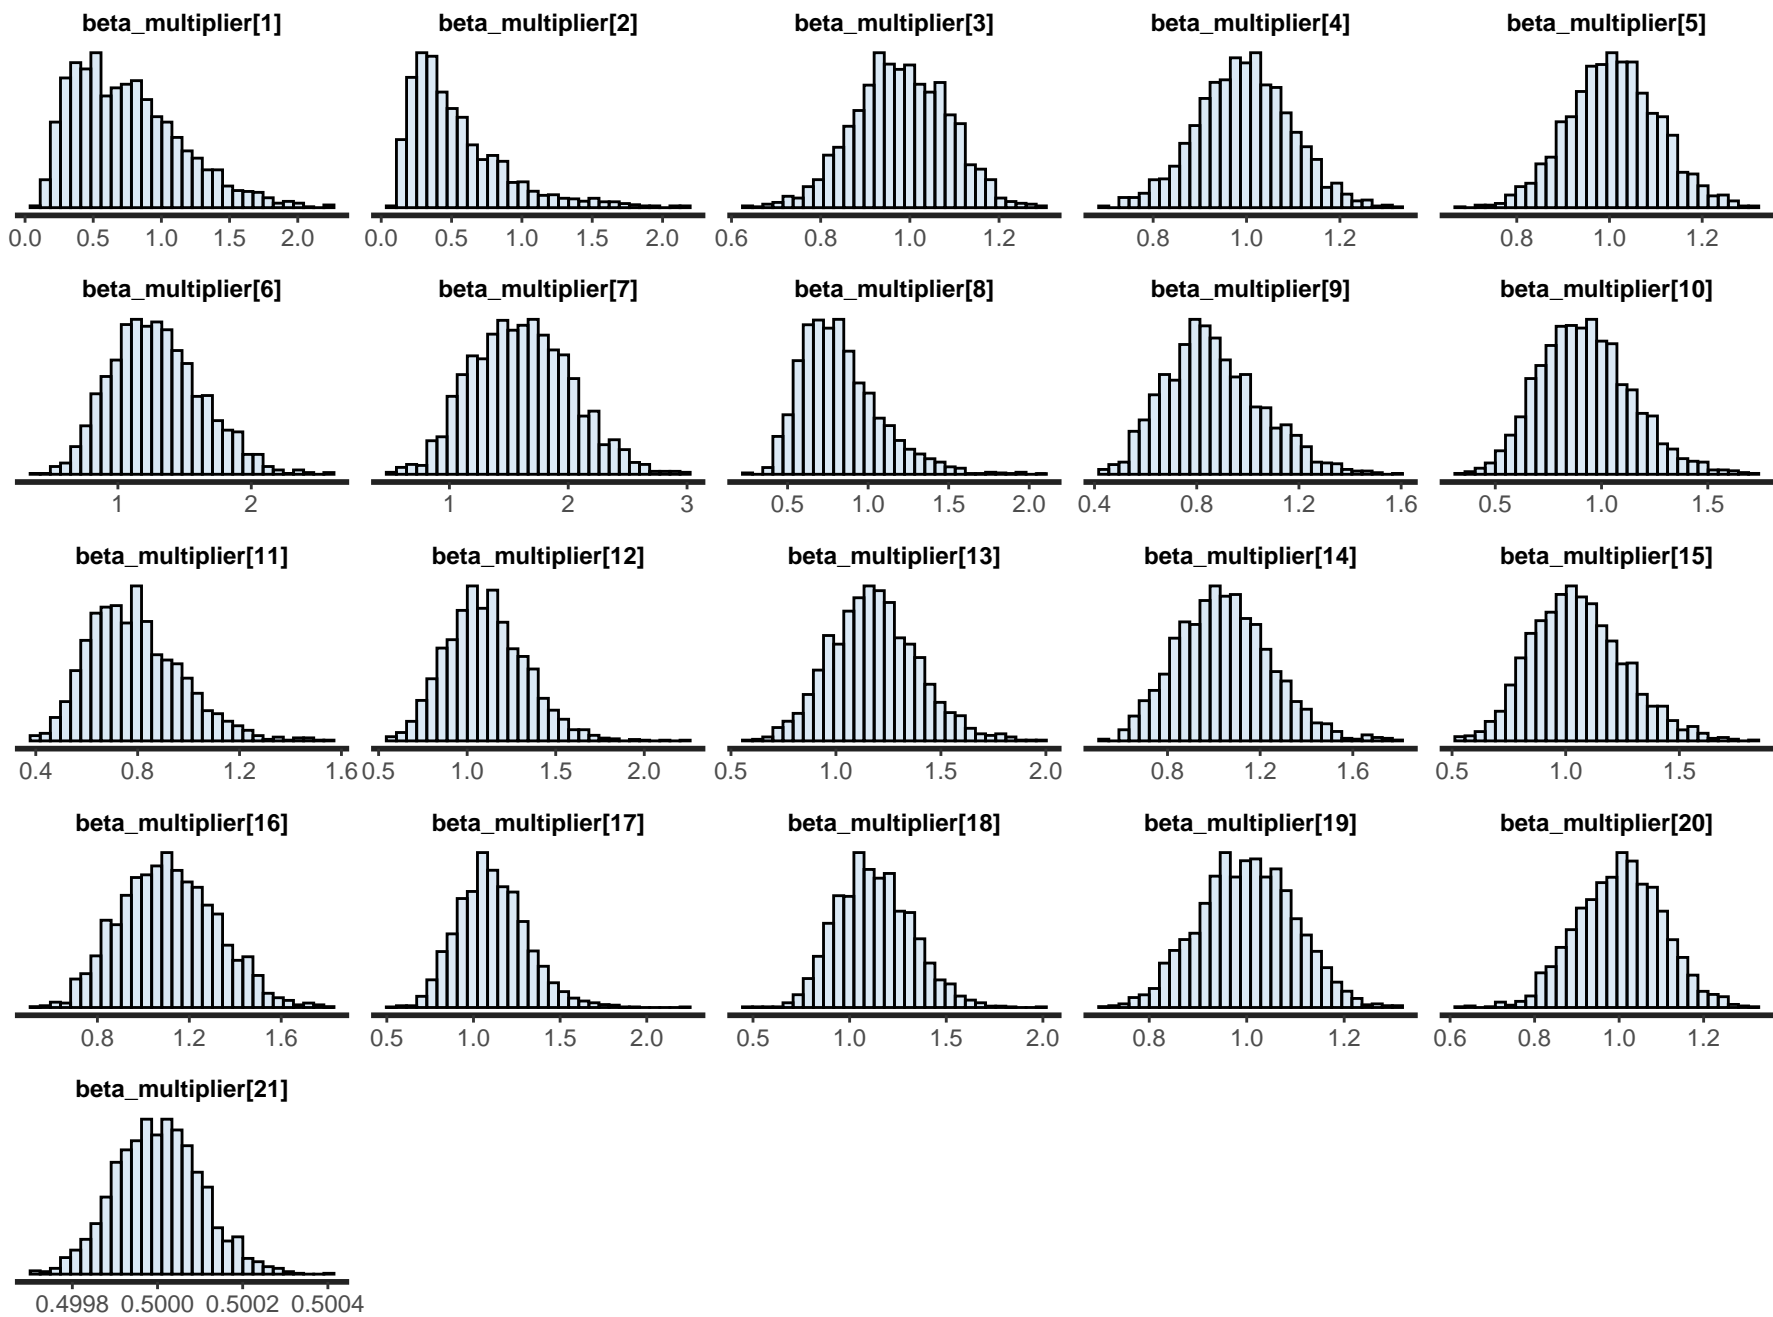 beta_multiplier[1] beta_multiplier[2] beta_multiplier[3] beta_multiplier[4] beta_multiplier[5]
0.0 0.5 1.0 1.5 2.0 0.0 0.5 1.0 1.5 2.0 0.6 0.8 1.0 1.2 0.8 1.0 1.2 0.8 1.0 1.2
beta_multiplier[6] beta_multiplier[7] beta_multiplier[8] beta_multiplier[9] beta_multiplier[10]
1 2 1 2 3 0.5 1.0 1.5 2.0 0.4 0.8 1.2 1.6 0.5 1.0 1.5
beta_multiplier[11] beta_multiplier[12] beta_multiplier[13] beta_multiplier[14] beta_multiplier[15]
0.4 0.8 1.2 1.6 0.5 1.0 1.5 2.0 0.5 1.0 1.5 2.0 0.8 1.2 1.6 0.5 1.0 1.5
beta_multiplier[16] beta_multiplier[17] beta_multiplier[18] beta_multiplier[19] beta_multiplier[20]
0.8 1.2 1.6 0.5 1.0 1.5 2.0 0.5 1.0 1.5 2.0 0.8 1.0 1.2 0.6 0.8 1.0 1.2
beta_multiplier[21]
0.4998 0.5000 0.5002 0.5004